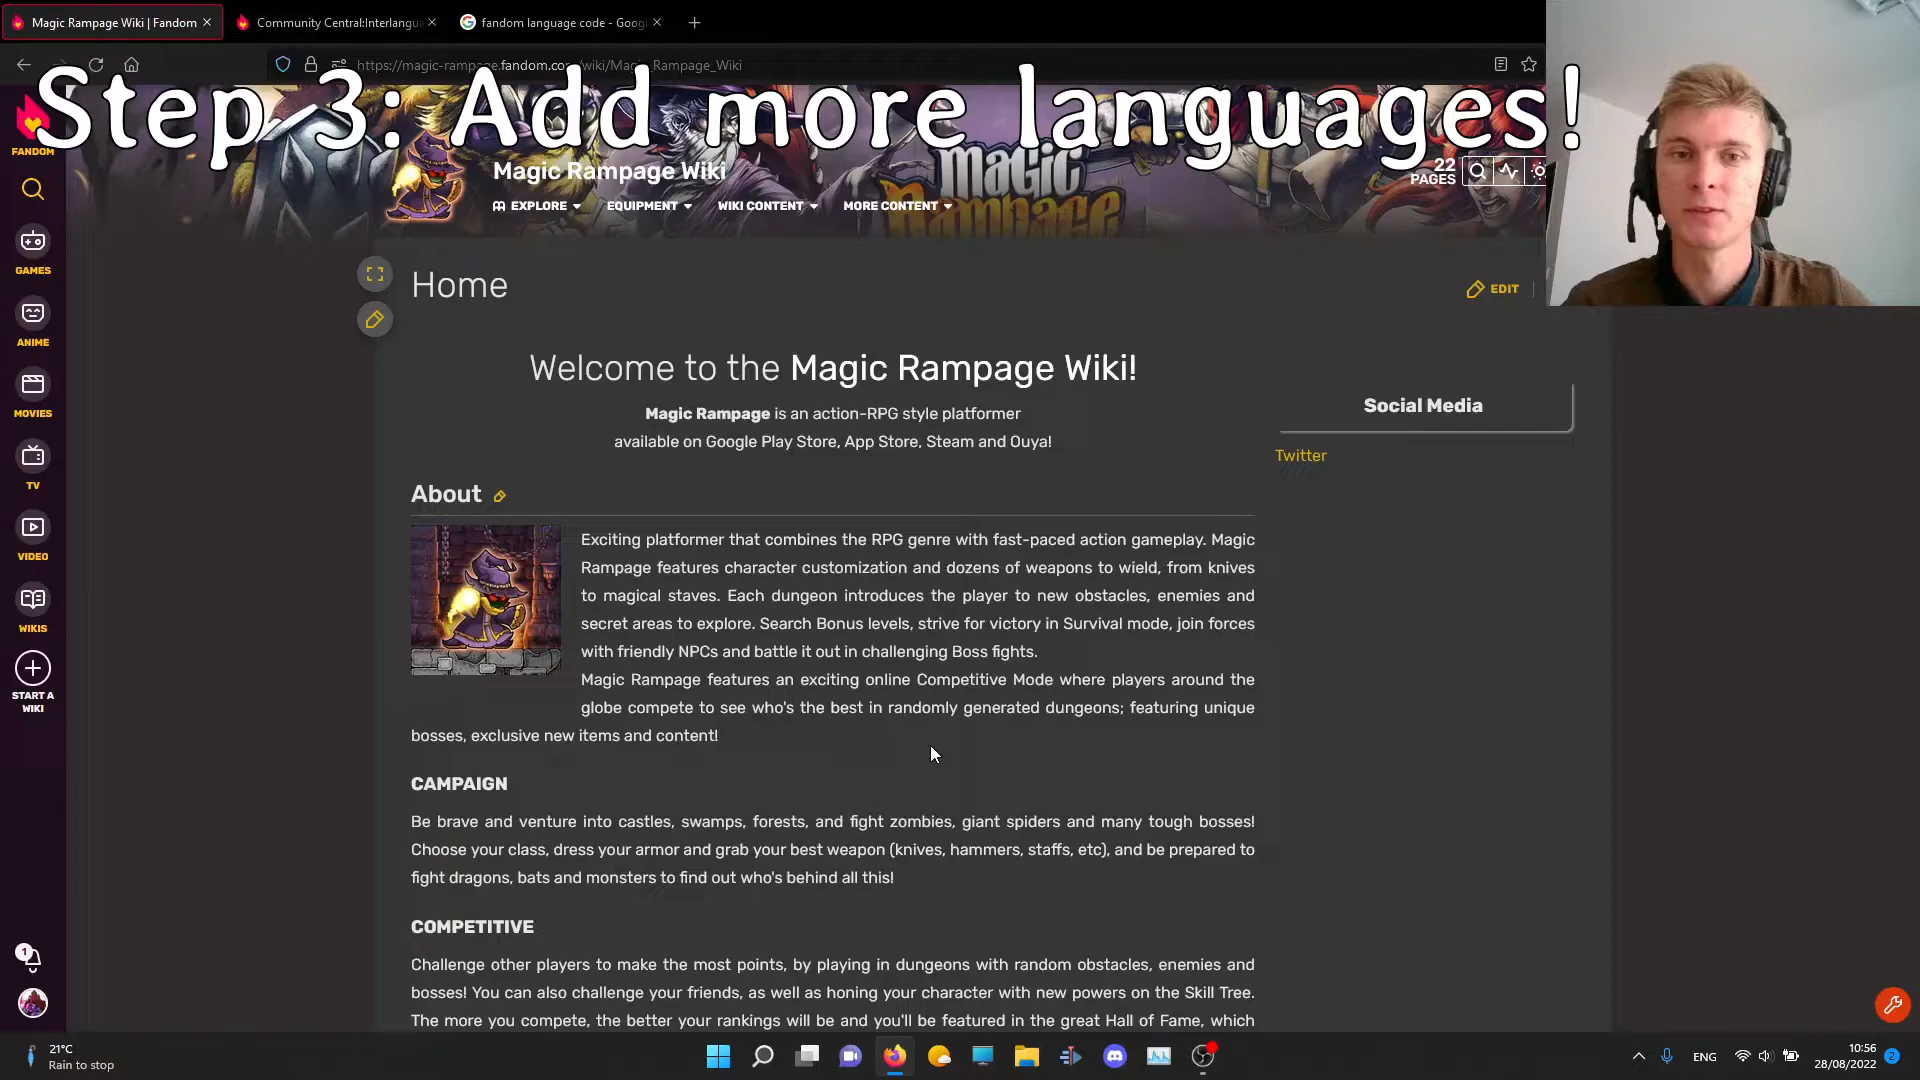 Magic Rampage Wiki | Fandom
Community Central:Interlangua
fandom language code - Goog
https://magic-rampage.fandom.com/wiki/Magic_Rampage_Wiki
Step 3: Add more languages!
FANDOM
GAMES
ANIME
MOVIES
TV
VIDEO
WIKIS
START A
WIKI
1
Magic Rampage Wiki
EXPLORE
EQUIPMENT
WIKI CONTENT
MORE CONTENT
MAGIC
RAMPAGE
22
PAGES
Home
EDIT
Welcome to the Magic Rampage Wiki!
Magic Rampage is an action-RPG style platformer
available on Google Play Store, App Store, Steam and Ouya!
Social Media
Twitter
About
Exciting platformer that combines the RPG genre with fast-paced action gameplay. Magic
Rampage features character customization and dozens of weapons to wield, from knives
to magical staves. Each dungeon introduces the player to new obstacles, enemies and
secret areas to explore. Search Bonus levels, strive for victory in Survival mode, join forces
with friendly NPCs and battle it out in challenging Boss fights.
Magic Rampage features an exciting online Competitive Mode where players around the
globe compete to see who's the best in randomly generated dungeons; featuring unique
bosses, exclusive new items and content!
CAMPAIGN
Be brave and venture into castles, swamps, forests, and fight zombies, giant spiders and many tough bosses!
Choose your class, dress your armor and grab your best weapon (knives, hammers, staffs, etc), and be prepared to
fight dragons, bats and monsters to find out who's behind all this!
COMPETITIVE
Challenge other players to make the most points, by playing in dungeons with random obstacles, enemies and
bosses! You can also challenge your friends, as well as honing your character with new powers on the Skill Tree.
The more you compete, the better your rankings will be and you'll be featured in the great Hall of Fame, which
21°C
Rain to stop
ENG
10:56
28/08/2022
2